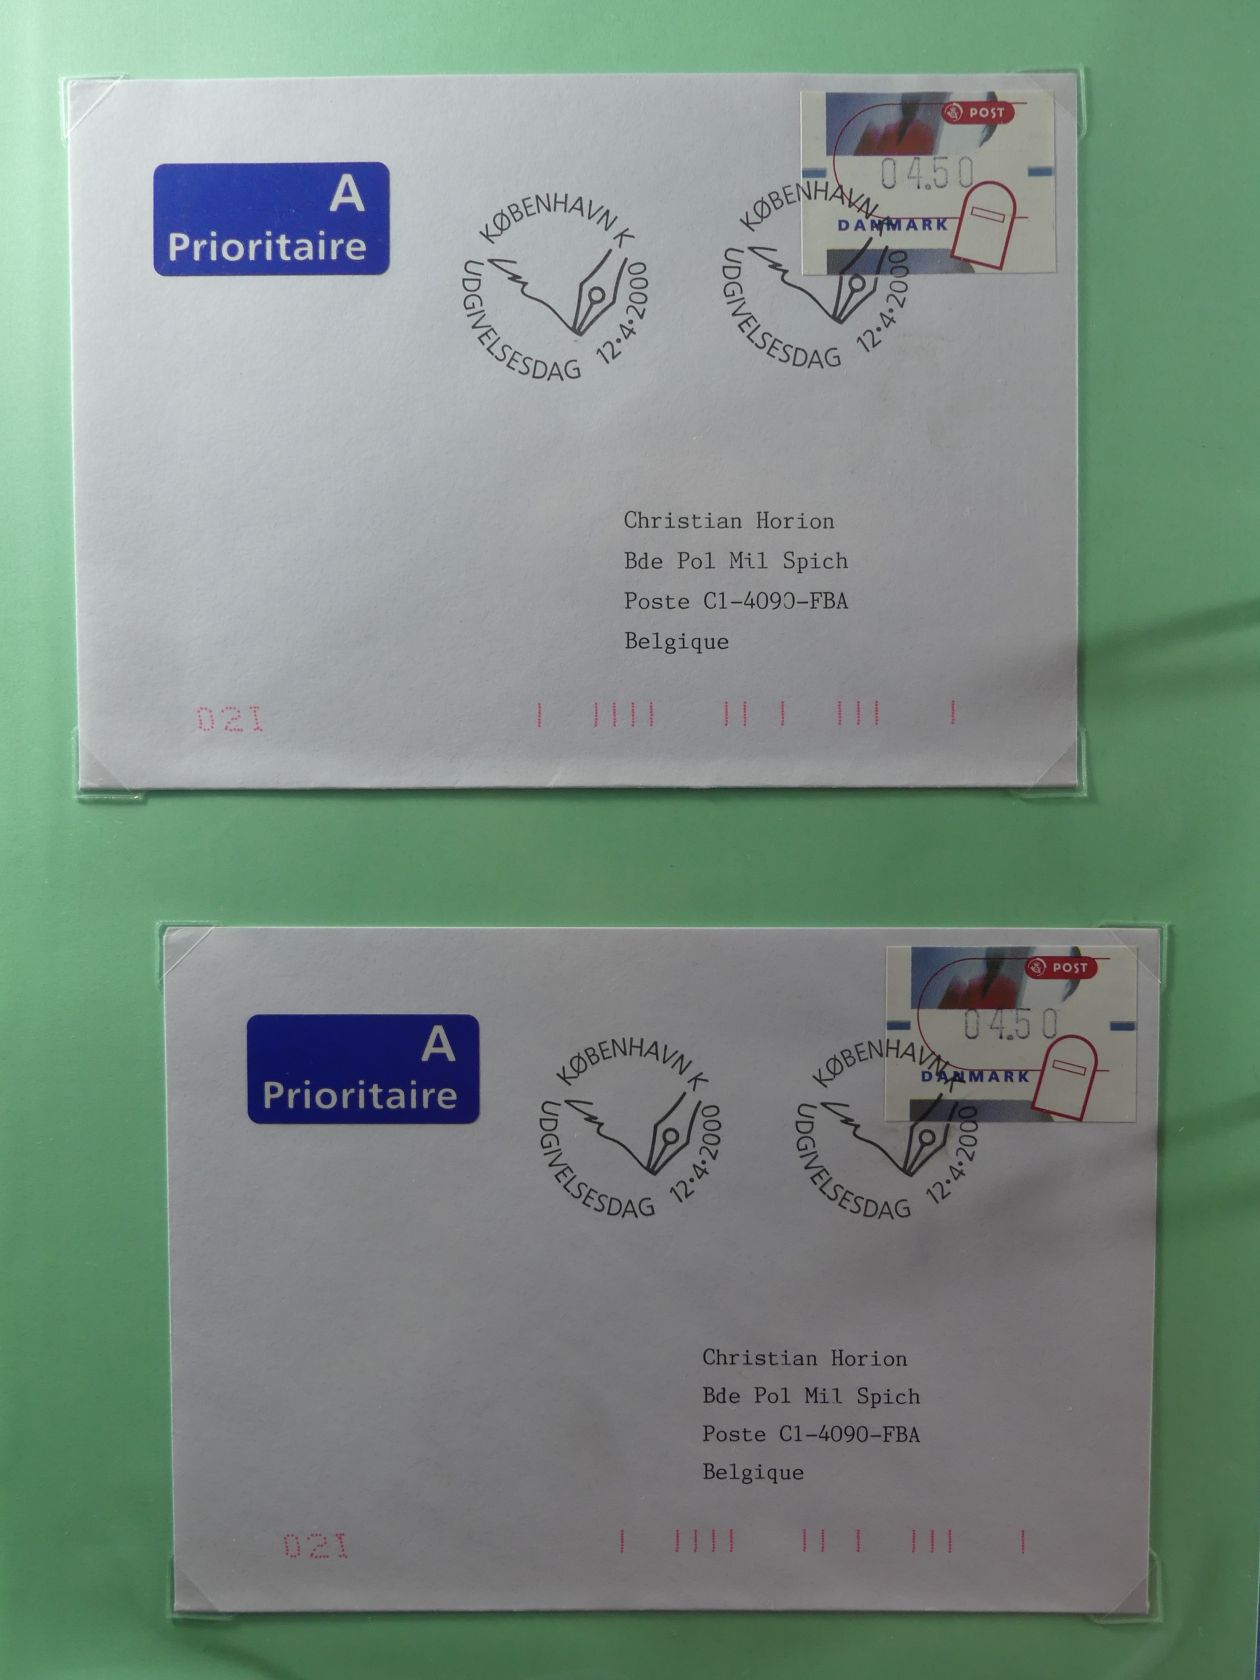 POST
04.50
DANMARK
A
Prioritaire
KØBENHAVN K
UDGIVELSESDAG 12•4•2000
KØBENHAVN K
UDGIVELSESDAG 12•4•2000
Christian Horion
Bde Pol Mil Spich
Poste C1-4090-FBA
Belgique
021
POST
04.50
DANMARK
A
Prioritaire
KØBENHAVN K
UDGIVELSESDAG 12•4•2000
KØBENHAVN K
UDGIVELSESDAG 12•4•2000
Christian Horion
Bde Pol Mil Spich
Poste C1-4090-FBA
Belgique
021